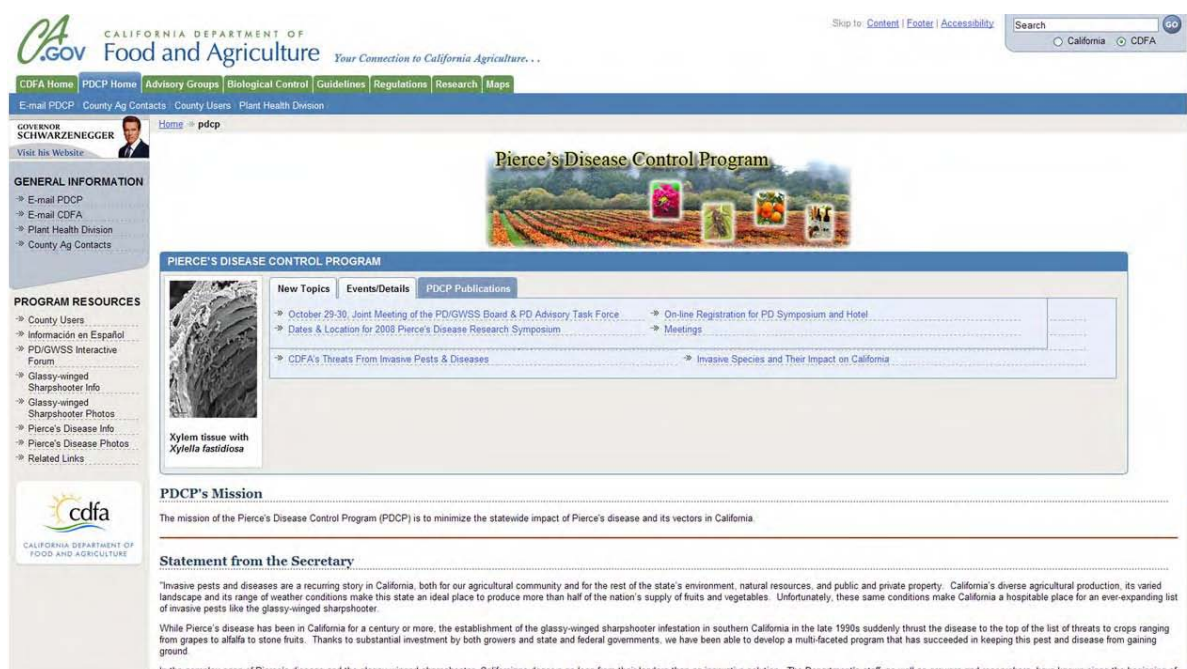 Skip to: Content | Footer | Accessibility
Search
GO
California CDFA
CA.GOV
CALIFORNIA DEPARTMENT OF
Food and Agriculture Your Connection to California Agriculture. . .
CDFA Home PDCP Home Advisory Groups Biological Control Guidelines Regulations Research Maps
E-mail PDCP County Ag Contacts County Users Plant Health Division
GOVERNOR
SCHWARZENEGGER
Visit his Website
Home pdcp
Pierce's Disease Control Program
GENERAL INFORMATION
E-mail PDCP
E-mail CDFA
Plant Health Division
County Ag Contacts
PROGRAM RESOURCES
County Users
Información en Español
PD/GWSS Interactive
Forum
Glassy-winged
Sharpshooter Info
Glassy-winged
Sharpshooter Photos
Pierce's Disease Info
Pierce's Disease Photos
Related Links
cdfa
CALIFORNIA DEPARTMENT OF
FOOD AND AGRICULTURE
PIERCE'S DISEASE CONTROL PROGRAM
New Topics Events/Details PDCP Publications
October 29-30, Joint Meeting of the PD/GWSS Board & PD Advisory Task Force On-line Registration for PD Symposium and Hotel
Dates & Location for 2008 Pierce's Disease Research Symposium Meetings
CDFA's Threats From Invasive Pests & Diseases Invasive Species and Their Impact on California
Xylem tissue with
Xylella fastidiosa
PDCP's Mission
The mission of the Pierce's Disease Control Program (PDCP) is to minimize the statewide impact of Pierce's disease and its vectors in California.
Statement from the Secretary
"Invasive pests and diseases are a recurring story in California, both for our agricultural community and for the rest of the state's environment, natural resources, and public and private property. California's diverse agricultural production, its varied
landscape and its range of weather conditions make this state an ideal place to produce more than half of the nation's supply of fruits and vegetables. Unfortunately, these same conditions make California a hospitable place for an ever-expanding list
of invasive pests like the glassy-winged sharpshooter.
While Pierce's disease has been in California for a century or more, the establishment of the glassy-winged sharpshooter infestation in southern California in the late 1990s suddenly thrust the disease to the top of the list of threats to crops ranging
from grapes to alfalfa to stone fruits. Thanks to substantial investment by both growers and state and federal governments, we have been able to develop a multi-faceted program that has succeeded in keeping this pest and disease from gaining
ground.